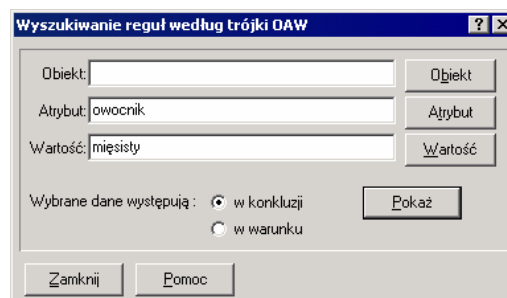 Wyszukiwanie reguł według trójki OAW
Obiekt: Obiekt
Atrybut: owocnik Atrybut
Wartość: mięsisty Wartość
Wybrane dane występują : w konkluzji Pokaż
w warunku
Zamknij Pomoc